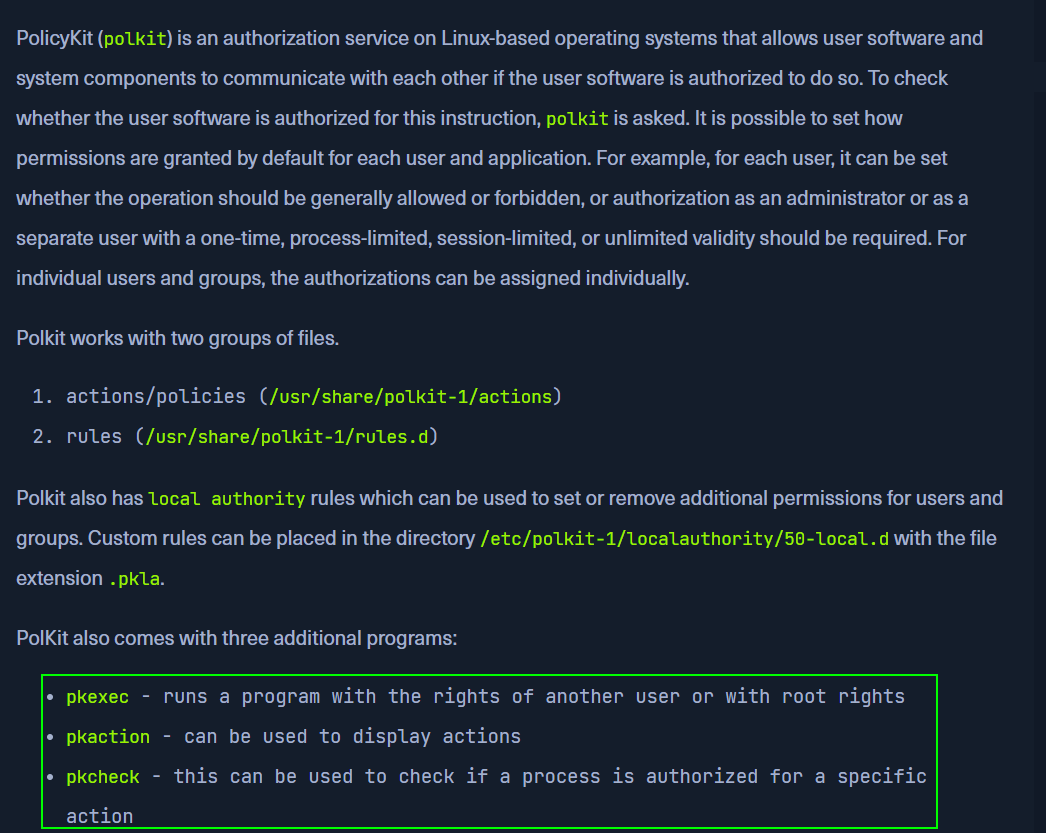 PolicyKit (polkit) is an authorization service on Linux-based operating systems that allows user software and
system components to communicate with each other if the user software is authorized to do so. To check
whether the user software is authorized for this instruction, polkit is asked. It is possible to set how
permissions are granted by default for each user and application. For example, for each user, it can be set
whether the operation should be generally allowed or forbidden, or authorization as an administrator or as a
separate user with a one-time, process-limited, session-limited, or unlimited validity should be required. For
individual users and groups, the authorizations can be assigned individually.
Polkit works with two groups of files.
1. actions/policies (/usr/share/polkit-1/actions)
2. rules (/usr/share/polkit-1/rules.d)
Polkit also has local authority rules which can be used to set or remove additional permissions for users and
groups. Custom rules can be placed in the directory /etc/polkit-1/localauthority/50-local.d with the file
extension .pkla.
PolKit also comes with three additional programs:
• pkexec - runs a program with the rights of another user or with root rights
• pkaction - can be used to display actions
• pkcheck - this can be used to check if a process is authorized for a specific
action